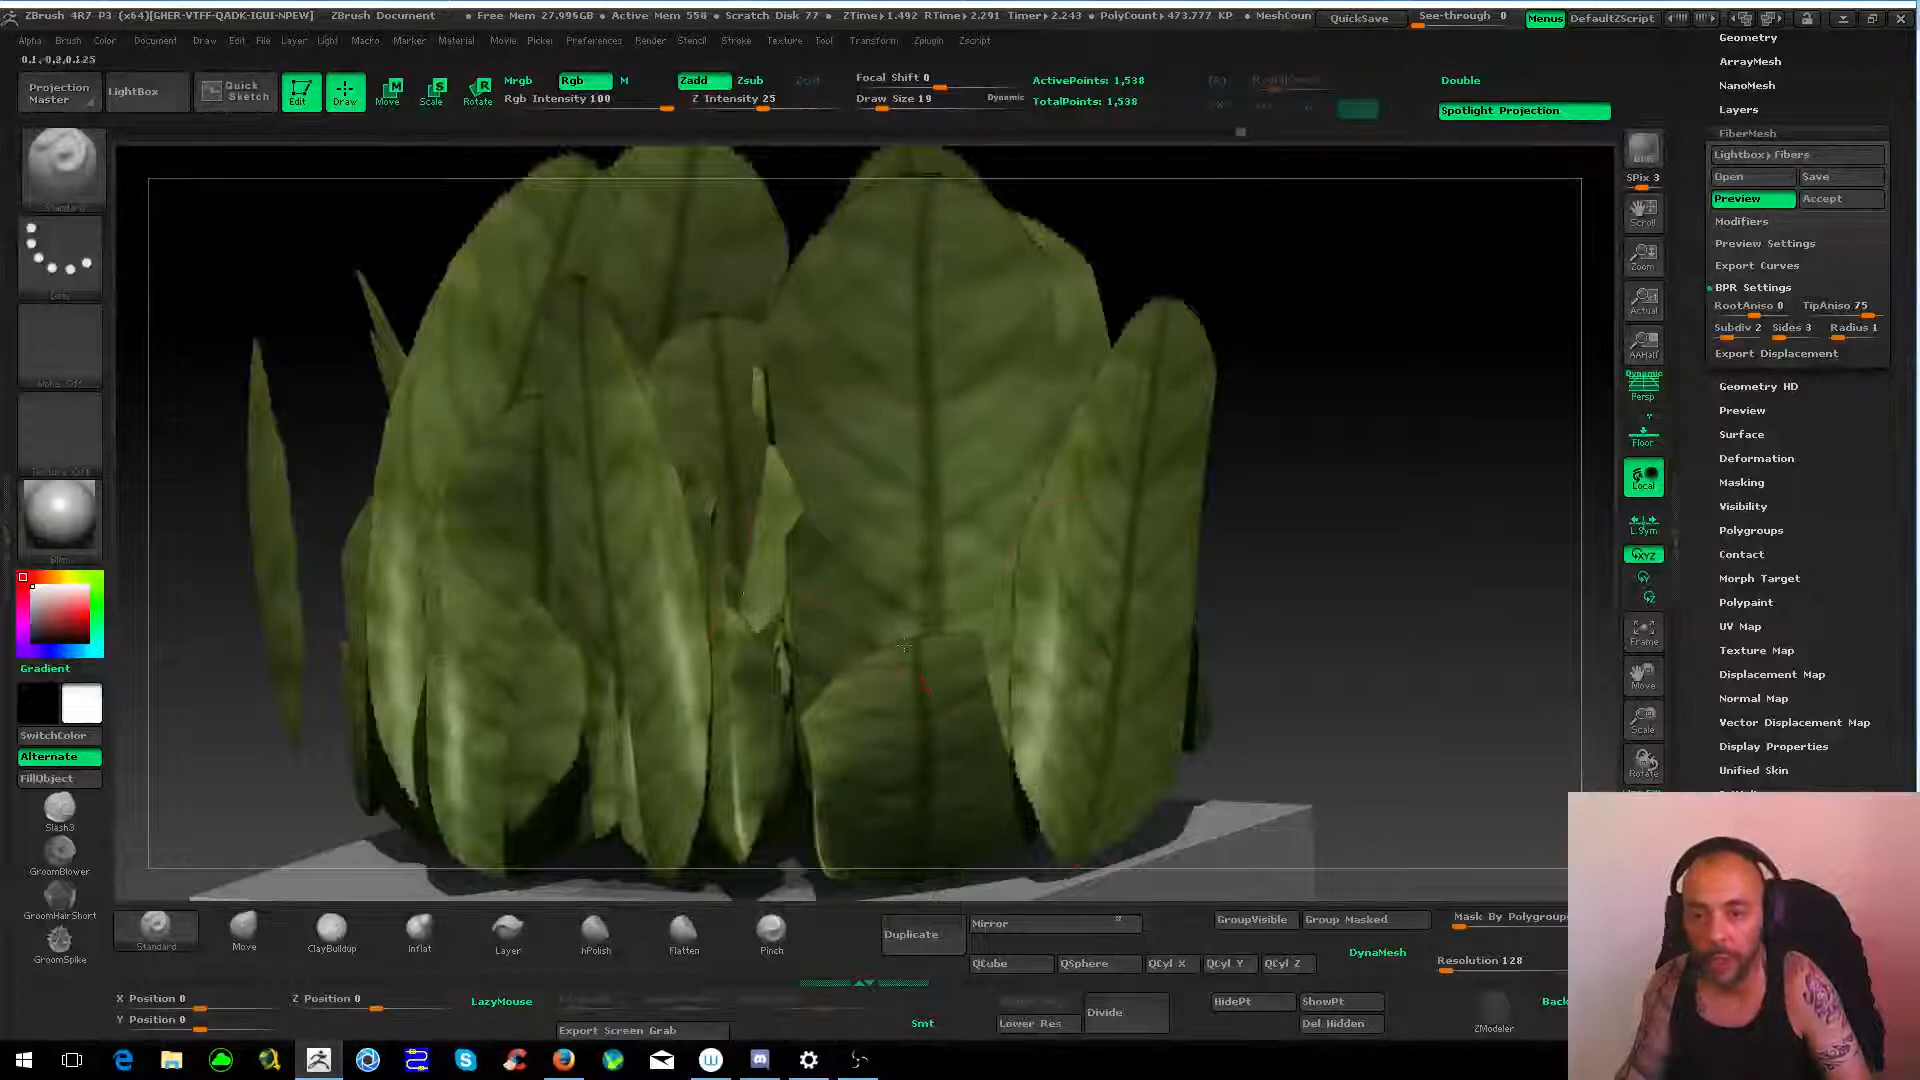 ZBrush 4R7 P3 (x64)[GHER-VTFF-QADK-IGUI-NPEW] ZBrush Document • Free Mem 27.996GB • Active Mem 556 • Scratch Disk 77 • ZTime▸1.492 RTime▸2.291 Timer▸2.243 • PolyCount▸473.777 KP • MeshCoun QuickSave See-through 0 Menus DefaultZScript
Alpha Brush Color Document Draw Edit File Layer Light Macro Marker Material Movie Picker Preferences Render Stencil Stroke Texture Tool Transform Zplugin Zscript
Projection Master
LightBox
Quick Sketch
Edit
Draw
Move
Scale
Rotate
Mrgb Rgb M
Rgb Intensity 100
Zadd Zsub
Z Intensity 25
Focal Shift 0
Draw Size 19
Dynamic
ActivePoints: 1,538
TotalPoints: 1,538
Double
Spotlight Projection
Standard
Dots
Alpha Off
Texture Off
Gradient
SwitchColor
Alternate
FillObject
Slash3
GroomBlower
GroomHairShort
GroomSpike
BPR
SPix 3
Scroll
Zoom
Actual
AAHalf
Dynamic
Persp
Floor
Local
L.Sym
XYZ
Frame
Move
Scale
Rotate
Geometry
ArrayMesh
NanoMesh
Layers
FiberMesh
Lightbox▸Fibers
Open Save
Preview Accept
Modifiers
Preview Settings
Export Curves
BPR Settings
RootAniso 0 TipAniso 75
Subdiv 2 Sides 3 Radius 1
Export Displacement
Geometry HD
Preview
Surface
Deformation
Masking
Visibility
Polygroups
Contact
Morph Target
Polypaint
UV Map
Texture Map
Displacement Map
Normal Map
Vector Displacement Map
Display Properties
Unified Skin
Standard
Move
ClayBuildup
Inflat
Layer
hPolish
Flatten
Pinch
Duplicate
Mirror
QCube QSphere QCyl X QCyl Y QCyl Z
GroupVisible Group Masked
Mask By Polygroups
DynaMesh
Resolution 128
X Position 0
Y Position 0
Z Position 0
LazyMouse
Export Screen Grab
Smt
Lower Res
Divide
HidePt ShowPt
Del Hidden
ZModeler
Back